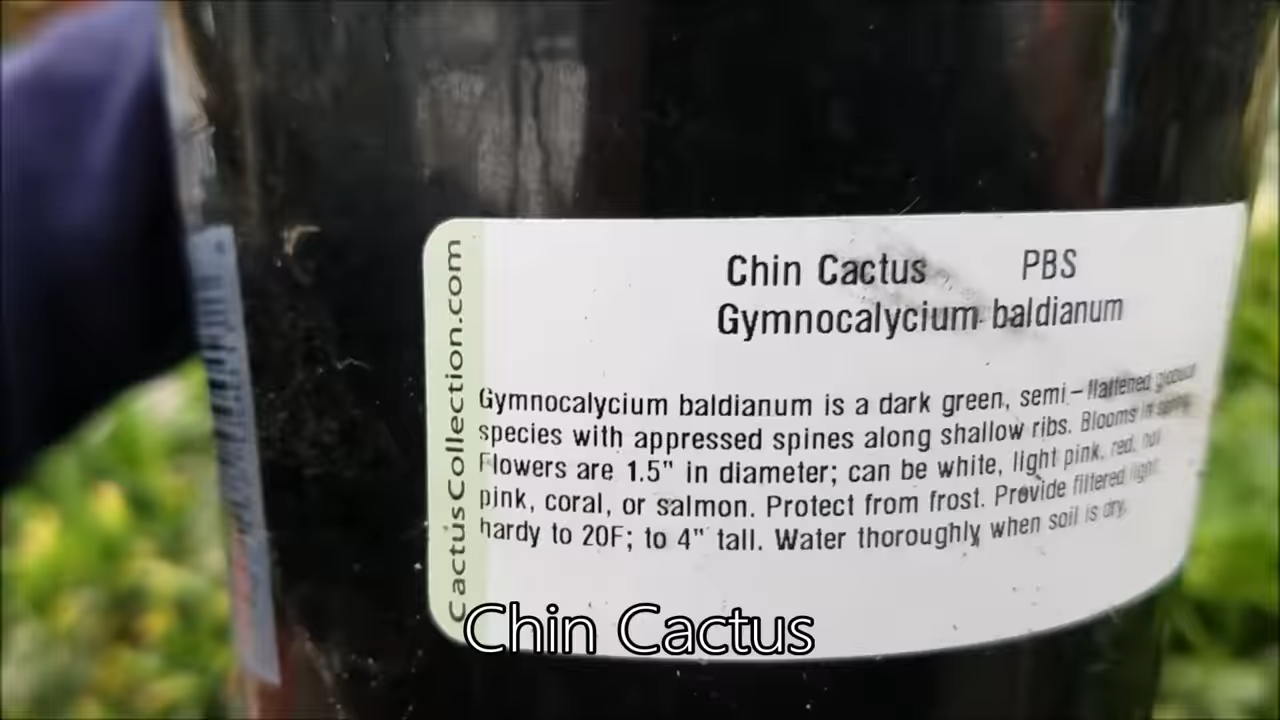 Chin Cactus PBS
Gymnocalycium baldianum
CactusCollection.com
Gymnocalycium baldianum is a dark green, semi-flattened
species with appressed spines along shallow ribs. Blooms in spring.
Flowers are 1.5" in diameter; can be white, light pink, red,
pink, coral, or salmon. Protect from frost. Provide filtered light.
hardy to 20F; to 4" tall. Water thoroughly when soil is dry.
Chin Cactus